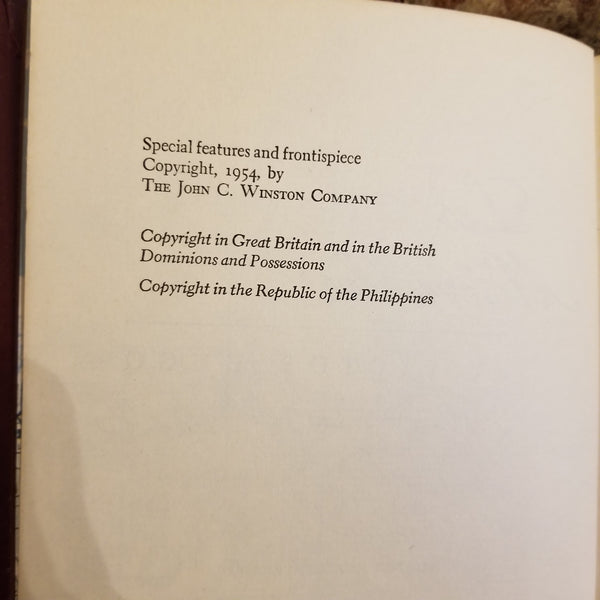 Special features and frontispiece
Copyright, 1954, by
THE JOHN C. WINSTON COMPANY
Copyright in Great Britain and in the British
Dominions and Possessions
Copyright in the Republic of the Philippines